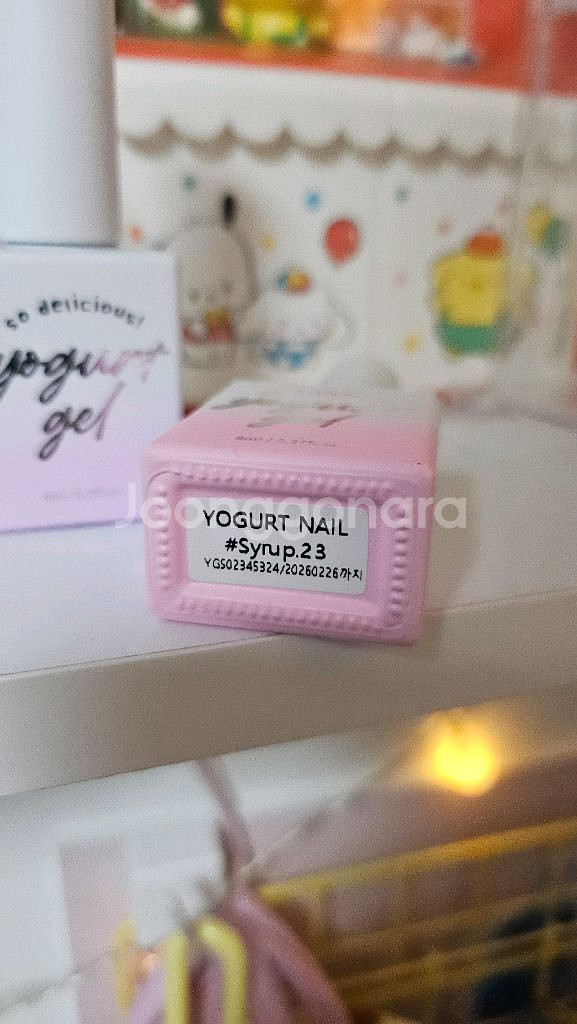 so delicious!
yogurt
gel
Joonggonara
YOGURT NAIL
#Syrup.23
YGS02345324/20260226까지